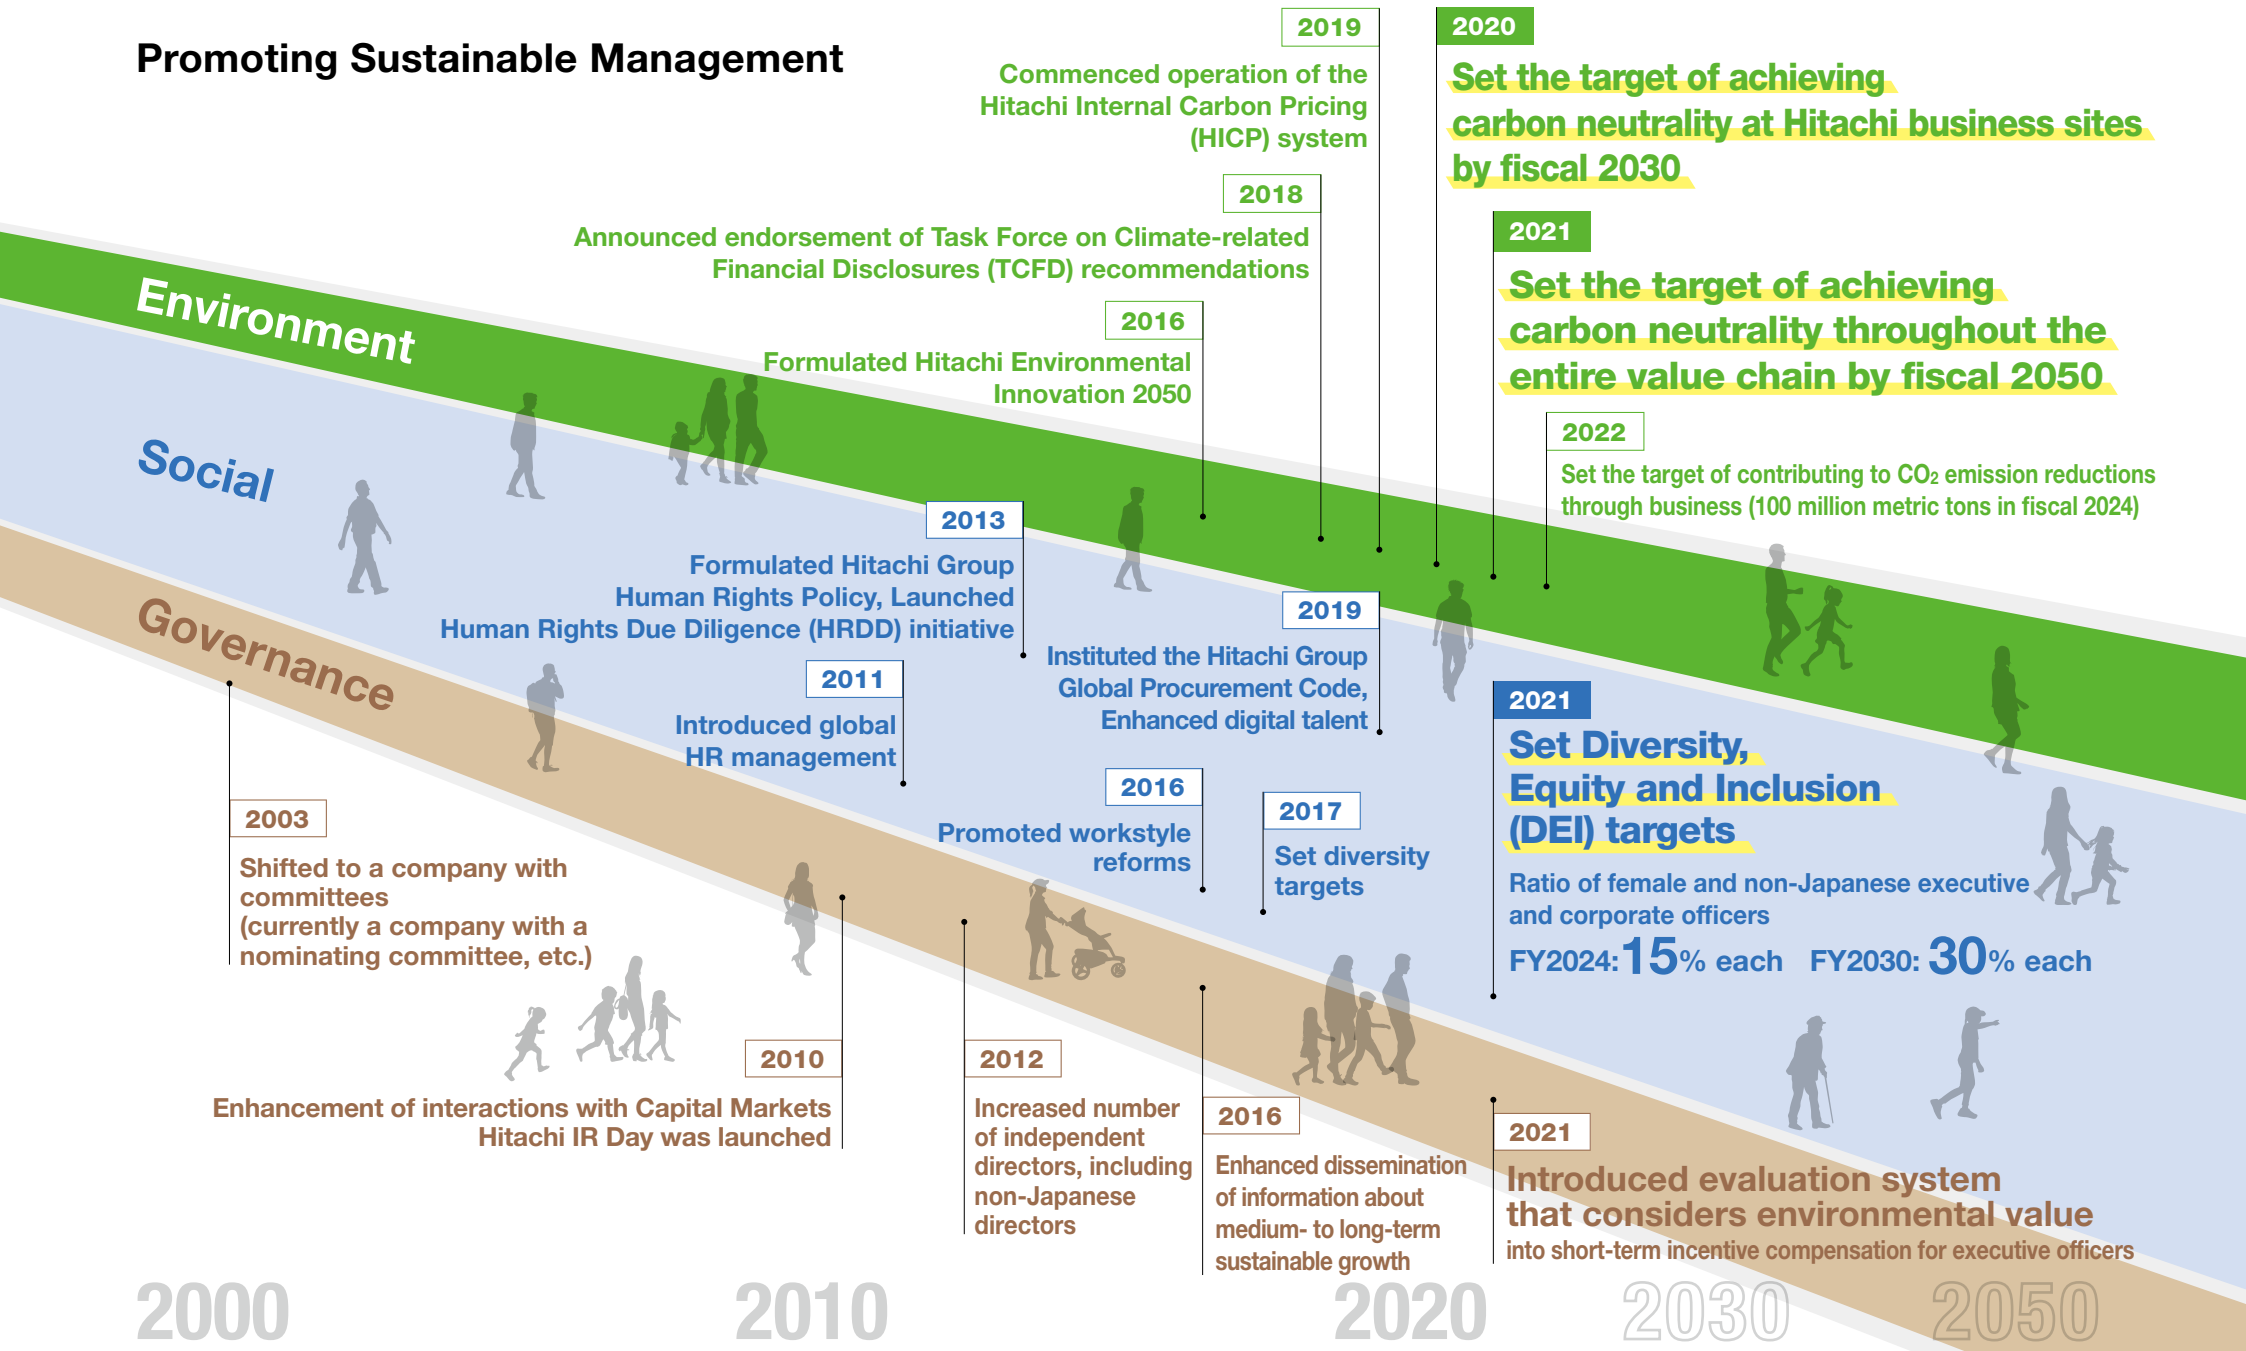 Promoting Sustainable Management
2019
Commenced operation of the
Hitachi Internal Carbon Pricing
(HICP) system
2020
Set the target of achieving
carbon neutrality at Hitachi business sites
by fiscal 2030
2018
Announced endorsement of Task Force on Climate-related
Financial Disclosures (TCFD) recommendations
2021
Set the target of achieving
carbon neutrality throughout the
entire value chain by fiscal 2050
2016
Formulated Hitachi Environmental
Innovation 2050
2022
Set the target of contributing to CO₂ emission reductions
through business (100 million metric tons in fiscal 2024)
Environment
Social
Governance
2013
Formulated Hitachi Group
Human Rights Policy, Launched
Human Rights Due Diligence (HRDD) initiative
2019
Instituted the Hitachi Group
Global Procurement Code,
Enhanced digital talent
2011
Introduced global
HR management
2021
Set Diversity,
Equity and Inclusion
(DEI) targets
Ratio of female and non-Japanese executive
and corporate officers
FY2024: 15% each FY2030: 30% each
2016
Promoted workstyle
reforms
2017
Set diversity
targets
2003
Shifted to a company with
committees
(currently a company with a
nominating committee, etc.)
2010
Enhancement of interactions with Capital Markets
Hitachi IR Day was launched
2012
Increased number
of independent
directors, including
non-Japanese
directors
2016
Enhanced dissemination
of information about
medium- to long-term
sustainable growth
2021
Introduced evaluation system
that considers environmental value
into short-term incentive compensation for executive officers
2000 2010 2020 2030 2050